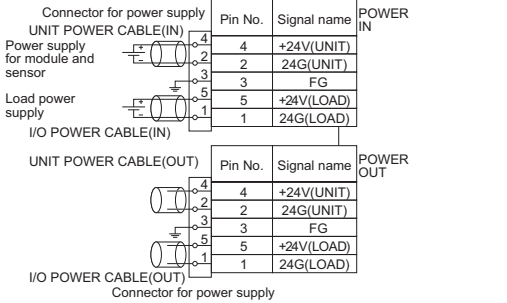 Connector for power supply
UNIT POWER CABLE(IN)
Power supply
for module and
sensor
Load power
supply
I/O POWER CABLE(IN)
+ -
+ -
4
2
3
5
1
Pin No. Signal name
4 +24V(UNIT)
2 24G(UNIT)
3 FG
5 +24V(LOAD)
1 24G(LOAD)
POWER
IN
UNIT POWER CABLE(OUT)
4
2
3
5
1
Pin No. Signal name
4 +24V(UNIT)
2 24G(UNIT)
3 FG
5 +24V(LOAD)
1 24G(LOAD)
POWER
OUT
I/O POWER CABLE(OUT)
Connector for power supply